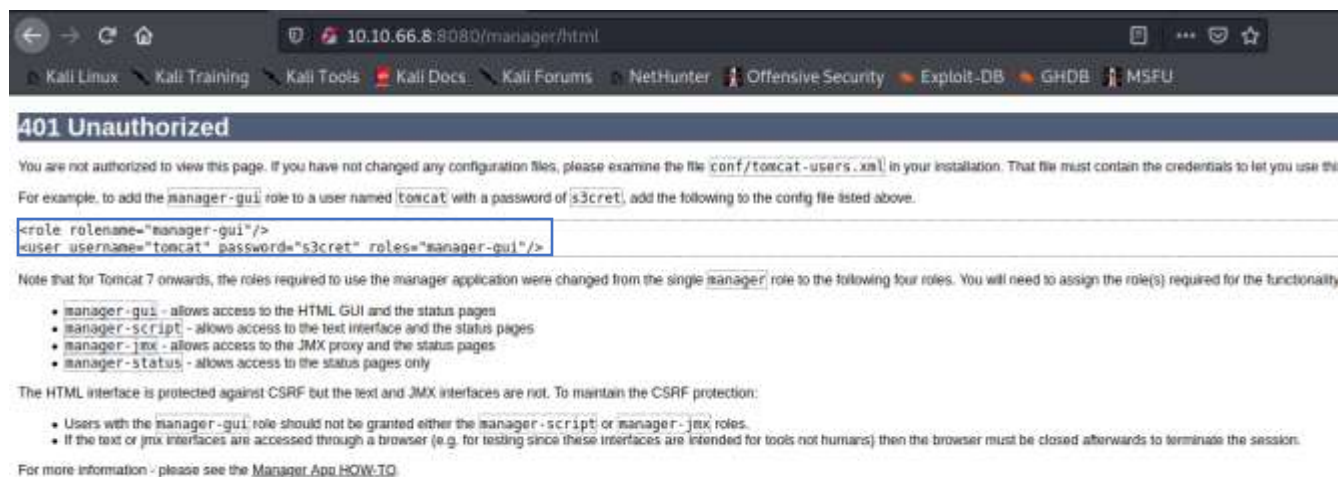 10.10.66.8:8080/manager/html
Kali Linux Kali Training Kali Tools Kali Docs Kali Forums NetHunter Offensive Security Exploit-DB GHDB MSFU
401 Unauthorized
You are not authorized to view this page. If you have not changed any configuration files, please examine the file conf/tomcat-users.xml in your installation. That file must contain the credentials to let you use
For example, to add the manager-gui role to a user named tomcat with a password of s3cret, add the following to the config file listed above.
<role rolename="manager-gui"/>
<user username="tomcat" password="s3cret" roles="manager-gui"/>
Note that for Tomcat 7 onwards, the roles required to use the manager application were changed from the single manager role to the following four roles. You will need to assign the role(s) required for the functionality
• manager-gui - allows access to the HTML GUI and the status pages
• manager-script - allows access to the text interface and the status pages
• manager-jmx - allows access to the JMX proxy and the status pages
• manager-status - allows access to the status pages only
The HTML interface is protected against CSRF but the text and JMX interfaces are not. To maintain the CSRF protection:
• Users with the manager-gui role should not be granted either the manager-script or manager-jmx roles.
• If the text or jmx interfaces are accessed through a browser (e.g. for testing since these interfaces are intended for tools not humans) then the browser must be closed afterwards to terminate the session.
For more information - please see the Manager App HOW-TO.